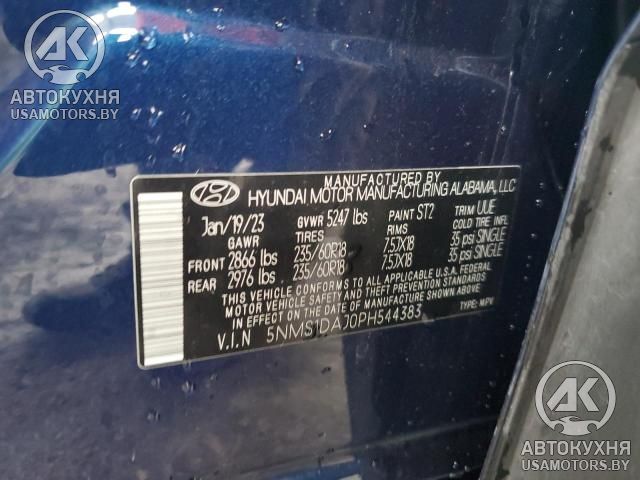 АК
АВТОКУХНЯ
USAMOTORS.BY
MANUFACTURED BY
HYUNDAI MOTOR MANUFACTURING ALABAMA, LLC
Jan/19/23 GVWR 5247 lbs PAINT ST2 TRIM UUE
GAWR TIRES RIMS COLD TIRE INFL
FRONT 2866 lbs 235/60R18 7.5JX18 35 psi SINGLE
REAR 2976 lbs 235/60R18 7.5JX18 35 psi SINGLE
THIS VEHICLE CONFORMS TO ALL APPLICABLE U.S.A. FEDERAL
MOTOR VEHICLE SAFETY BUMPER, AND THEFT PREVENTION
STANDARDS IN EFFECT ON THE DATE OF MANUFACTURE
SHOWN ABOVE.
V.I.N 5NMS1DAJ0PH544383 TYPE: MPV
АК
АВТОКУХНЯ
USAMOTORS.BY